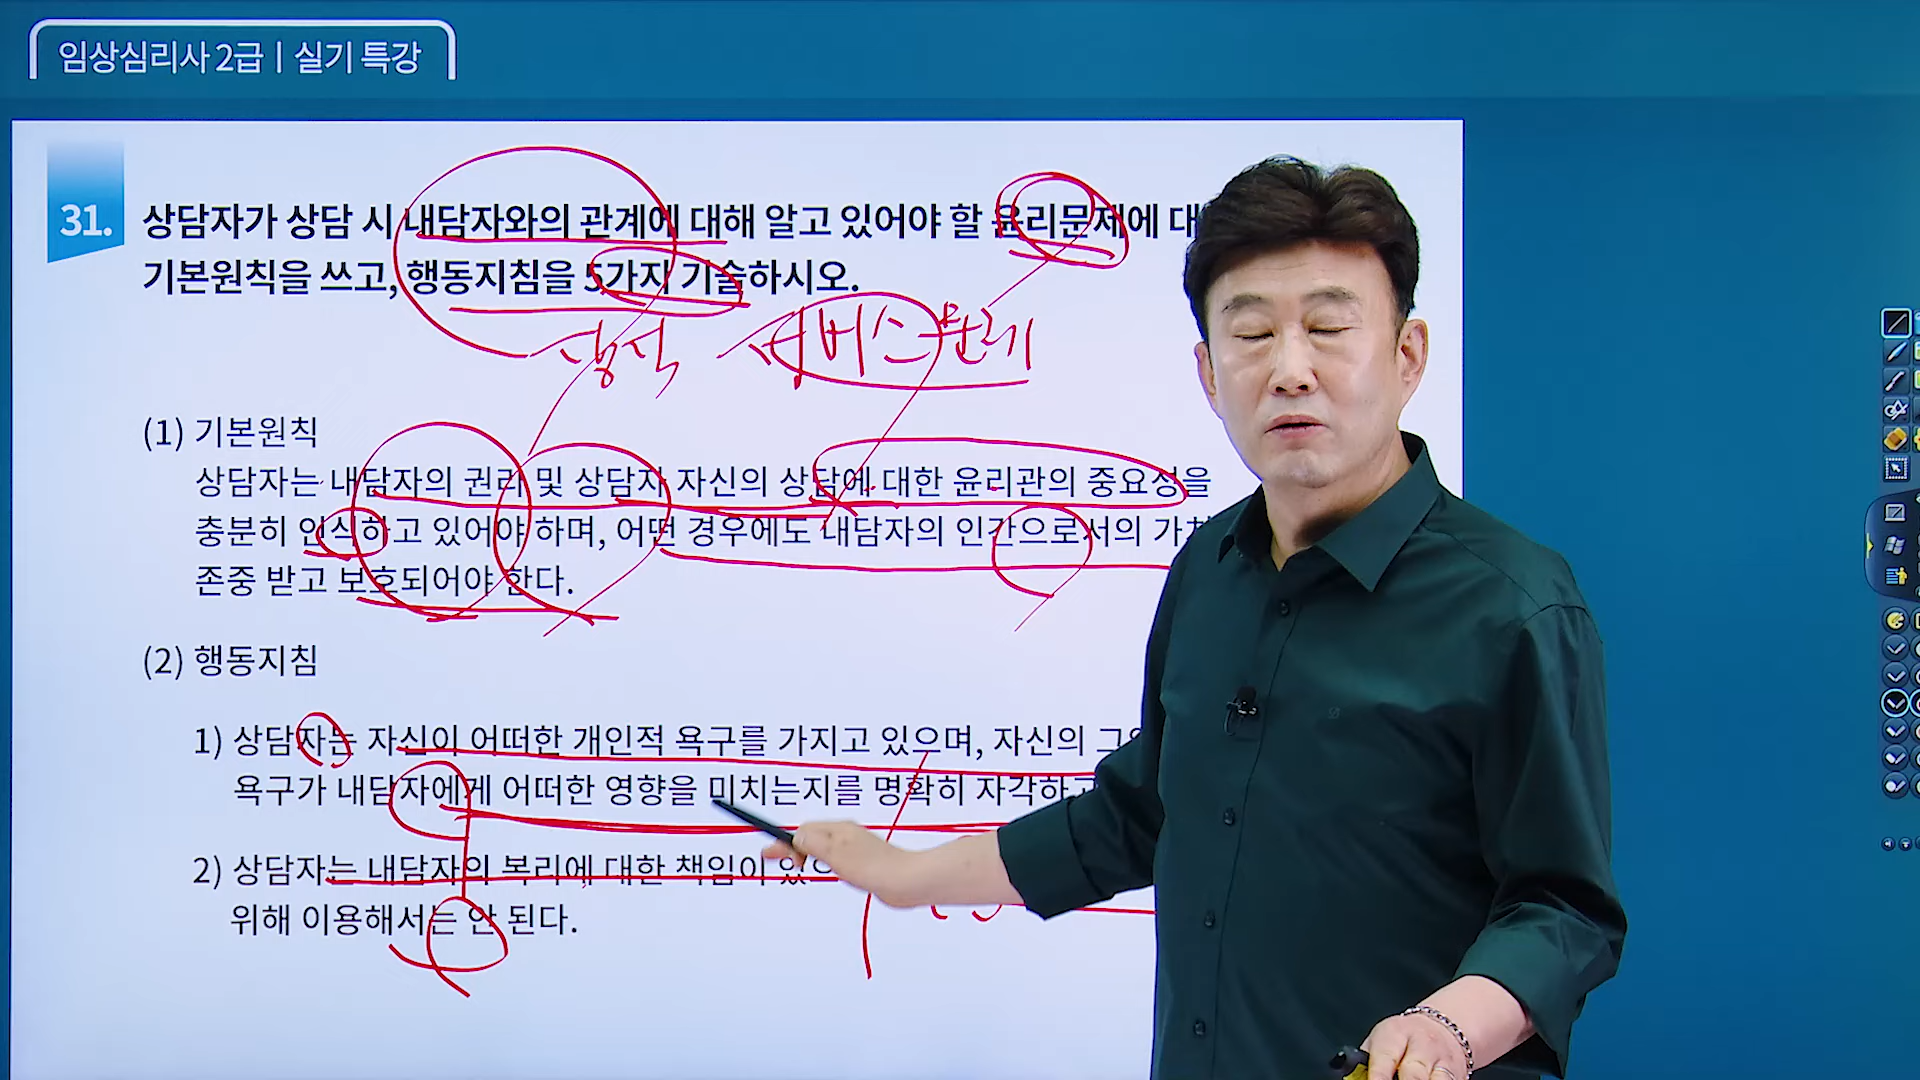 임상심리사 2급 | 실기 특강
31. 상담자가 상담 시 내담자와의 관계에 대해 알고 있어야 할 윤리문제에 대
기본원칙을 쓰고, 행동지침을 5가지 기술하시오.
상식 서비스 윤리
(1) 기본원칙
상담자는 내담자의 권리 및 상담자 자신의 상담에 대한 윤리관의 중요성을
충분히 인식하고 있어야 하며, 어떤 경우에도 내담자의 인간으로서의
존중 받고 보호되어야 한다.
(2) 행동지침
1) 상담자는 자신이 어떠한 개인적 욕구를 가지고 있으며, 자신의
욕구가 내담자에게 어떠한 영향을 미치는지를 명확히 자각하고
2) 상담자는 내담자의 복리에 대한 책임이 있으
위해 이용해서는 안 된다.